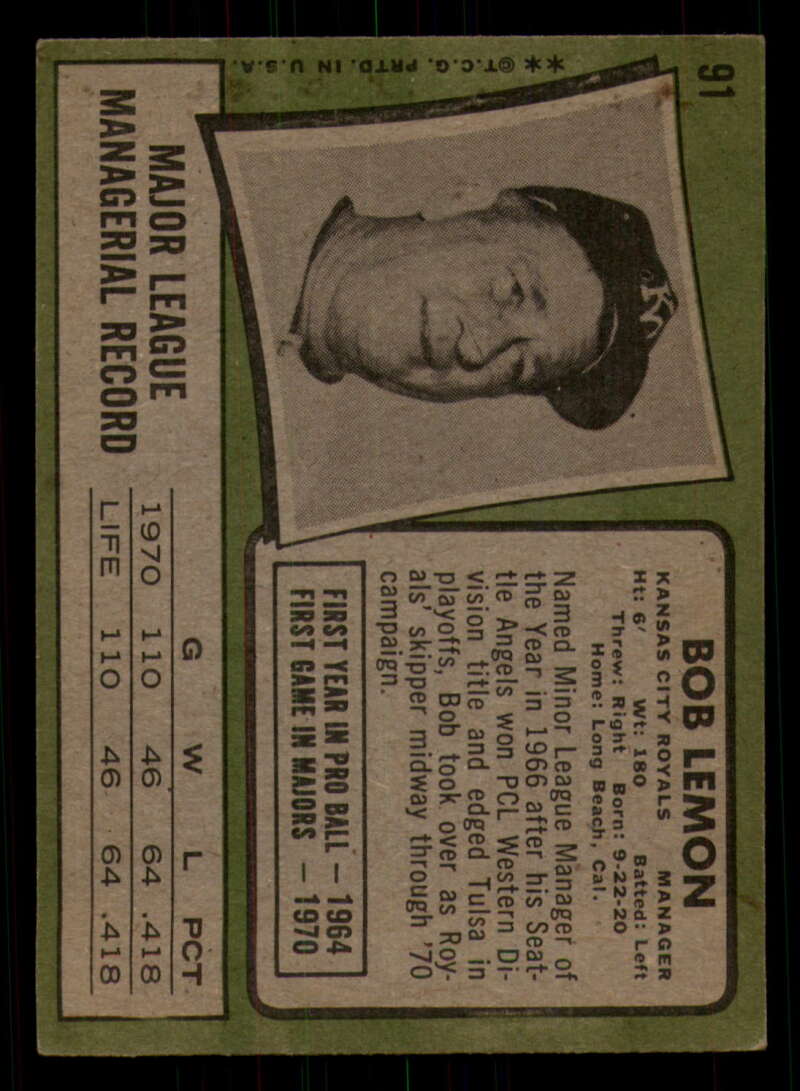 91
**©T.C.G. PRTD. IN U.S.A.
KC
BOB LEMON
KANSAS CITY ROYALS MANAGER
Ht: 6' Wt: 180 Batted: Left
Threw: Right Born: 9-22-20
Home: Long Beach, Cal.
Named Minor League Manager of
the Year in 1966 after his Seat-
tle Angels won PCL Western Di-
vision title and edged Tulsa in
playoffs, Bob took over as Roy-
als' skipper midway through '70
campaign.
FIRST YEAR IN PRO BALL — 1964
FIRST GAME IN MAJORS — 1970
MAJOR LEAGUE
MANAGERIAL RECORD
G W L PCT.
1970 110 46 64 .418
LIFE 110 46 64 .418